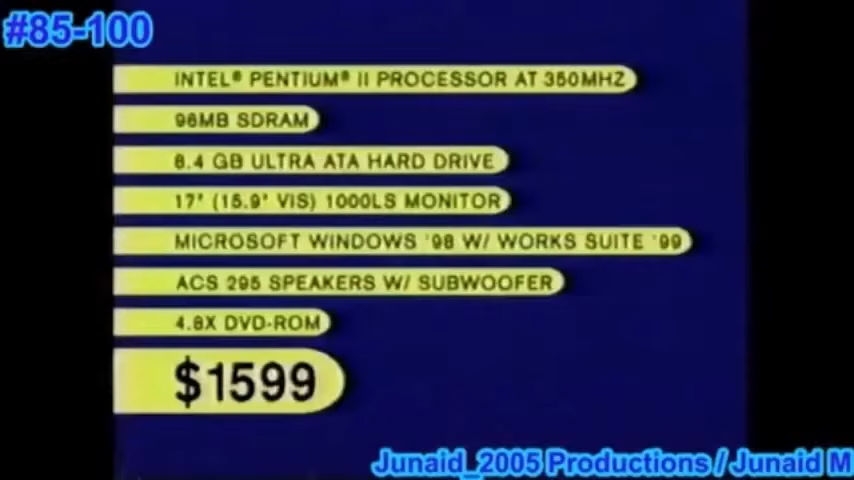 #85-100
INTEL® PENTIUM® II PROCESSOR AT 350MHZ
96MB SDRAM
8.4 GB ULTRA ATA HARD DRIVE
17" (15.9" VIS) 1000LS MONITOR
MICROSOFT WINDOWS '98 W/ WORKS SUITE '99
ACS 295 SPEAKERS W/ SUBWOOFER
4.8X DVD-ROM
$1599
Junaid_2005 Productions / Junaid M